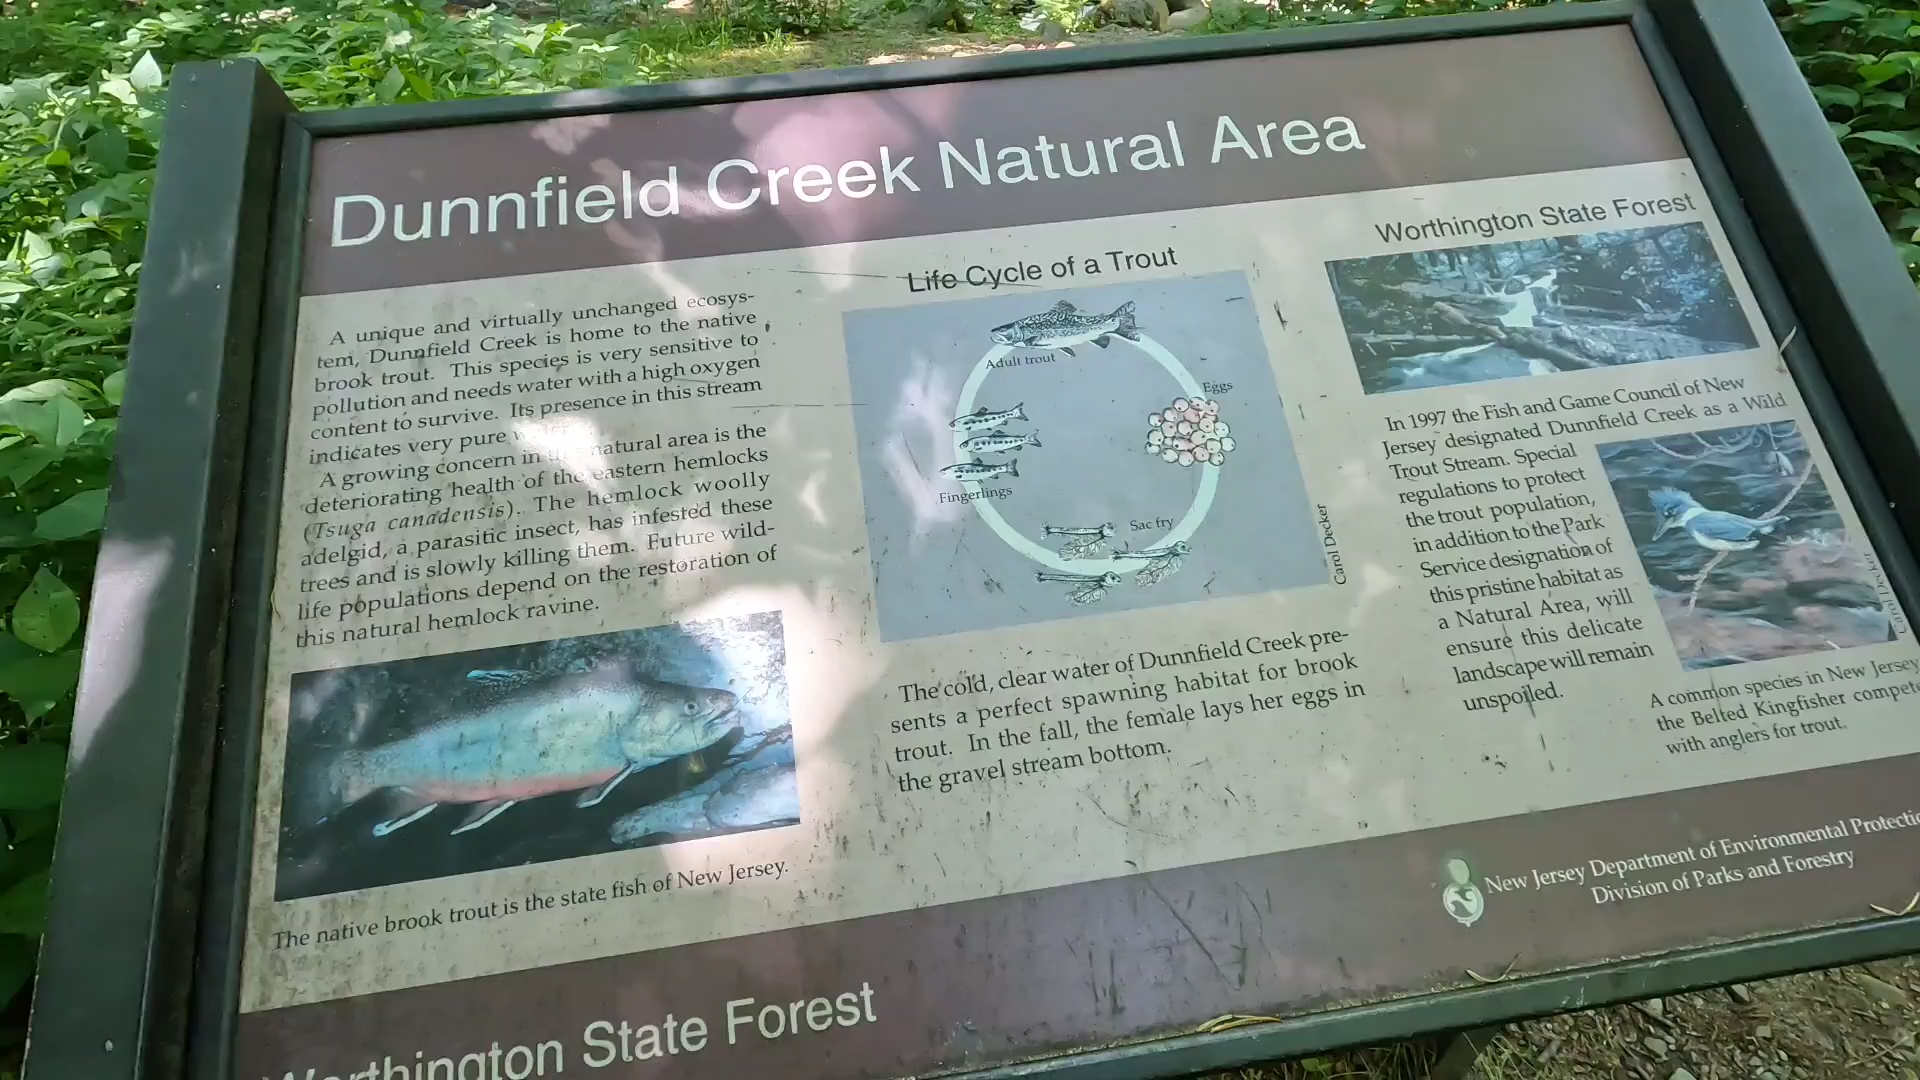 Dunnfield Creek Natural Area
A unique and virtually unchanged ecosys-
tem, Dunnfield Creek is home to the native
brook trout. This species is very sensitive to
pollution and needs water with a high oxygen
content to survive. Its presence in this stream
indicates very pure
A growing concern in natural area is the
deteriorating health of the eastern hemlocks
(Tsuga canadensis). The hemlock woolly
adelgid, a parasitic insect, has infested these
trees and is slowly killing them. Future wild-
life populations depend on the restoration of
this natural hemlock ravine.
The native brook trout is the state fish of New Jersey.
Life Cycle of a Trout
Adult trout
Eggs
Fingerlings
Sac fry
Carol Decker
The cold, clear water of Dunnfield Creek pre-
sents a perfect spawning habitat for brook
trout. In the fall, the female lays her eggs in
the gravel stream bottom.
Worthington State Forest
In 1997 the Fish and Game Council of New
Jersey designated Dunnfield Creek as a Wild
Trout Stream. Special
regulations to protect
the trout population,
in addition to the Park
Service designation of
this pristine habitat as
a Natural Area, will
ensure this delicate
landscape will remain
unspoiled.
Carol Decker
A common species in New Jersey
the Belted Kingfisher compete
with anglers for trout.
New Jersey Department of Environmental Protectio
Division of Parks and Forestry
Worthington State Forest